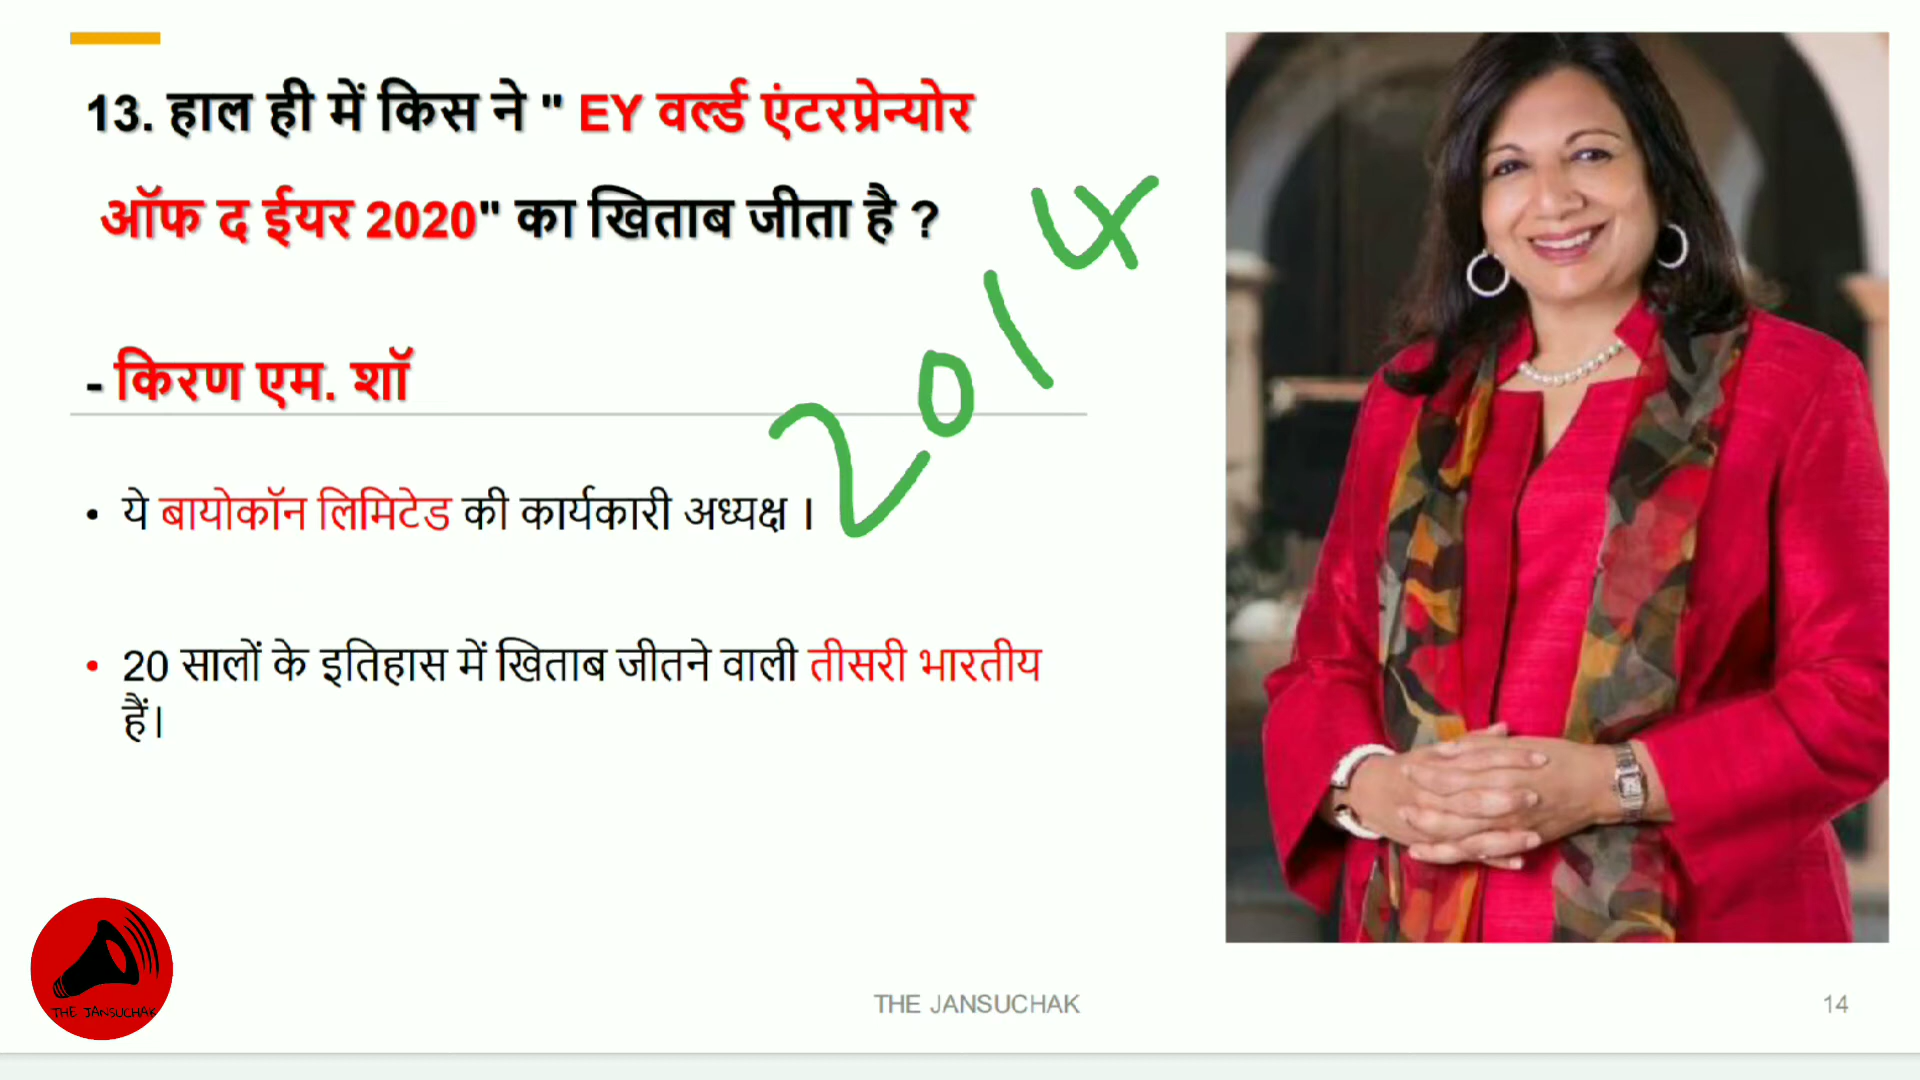 13. हाल ही में किस ने " EY वर्ल्ड एंटरप्रेन्योर
ऑफ द ईयर 2020" का खिताब जीता है ?
2014
- किरण एम. शॉ
• ये बायोकॉन लिमिटेड की कार्यकारी अध्यक्ष ।
• 20 सालों के इतिहास में खिताब जीतने वाली तीसरी भारतीय
हैं।
THE JANSUCHAK
THE JANSUCHAK
14